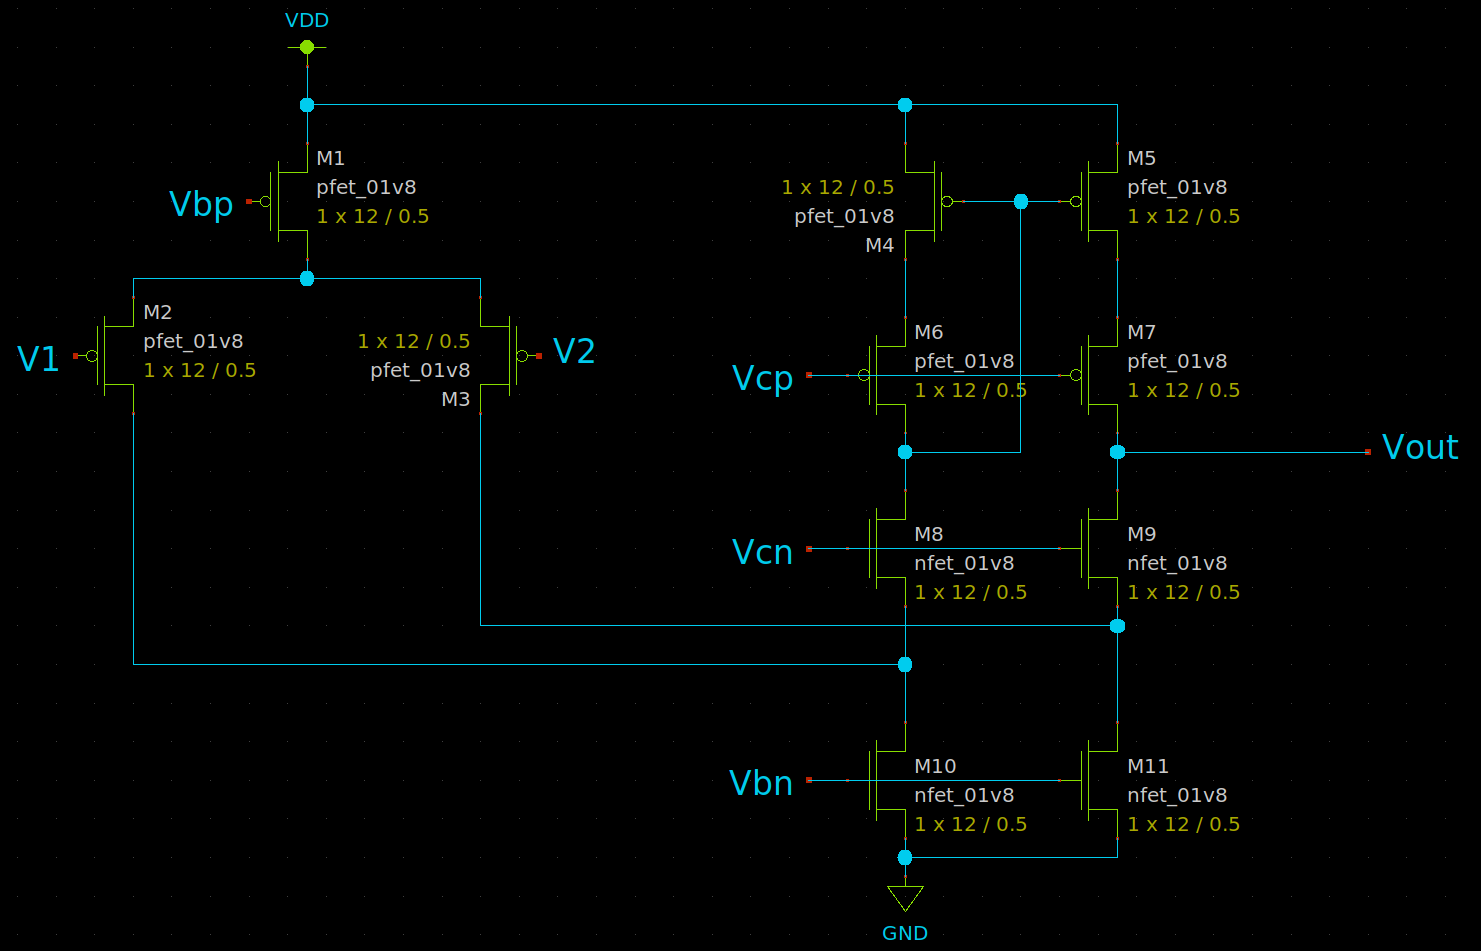 VDD
M1
pfet_01v8
1 x 12 / 0.5
Vbp
1 x 12 / 0.5
pfet_01v8
M4
M5
pfet_01v8
1 x 12 / 0.5
V1
M2
pfet_01v8
1 x 12 / 0.5
1 x 12 / 0.5
pfet_01v8
M3
V2
Vcp
M6
pfet_01v8
1 x 12 / 0.5
M7
pfet_01v8
1 x 12 / 0.5
Vout
Vcn
M8
nfet_01v8
1 x 12 / 0.5
M9
nfet_01v8
1 x 12 / 0.5
Vbn
M10
nfet_01v8
1 x 12 / 0.5
M11
nfet_01v8
1 x 12 / 0.5
GND